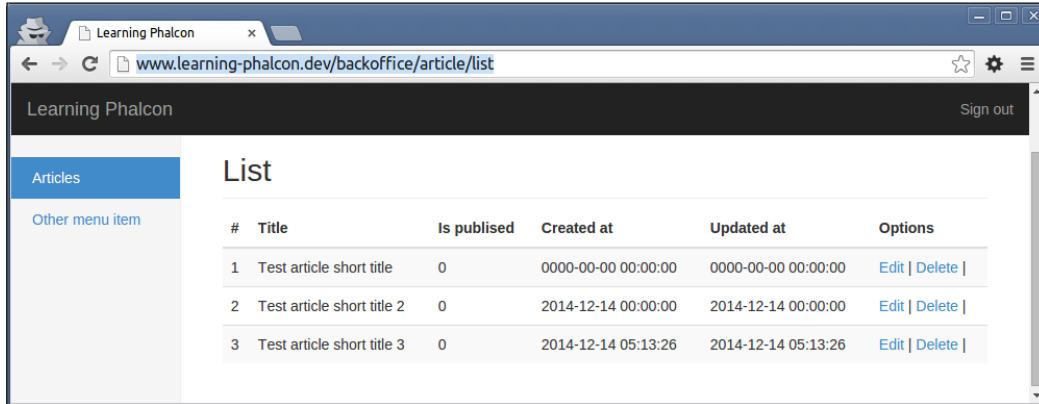 Learning Phalcon
www.learning-phalcon.dev/backoffice/article/list
Learning Phalcon Sign out
Articles
Other menu item
List
# Title Is publised Created at Updated at Options
1 Test article short title 0 0000-00-00 00:00:00 0000-00-00 00:00:00 Edit | Delete |
2 Test article short title 2 0 2014-12-14 00:00:00 2014-12-14 00:00:00 Edit | Delete |
3 Test article short title 3 0 2014-12-14 05:13:26 2014-12-14 05:13:26 Edit | Delete |